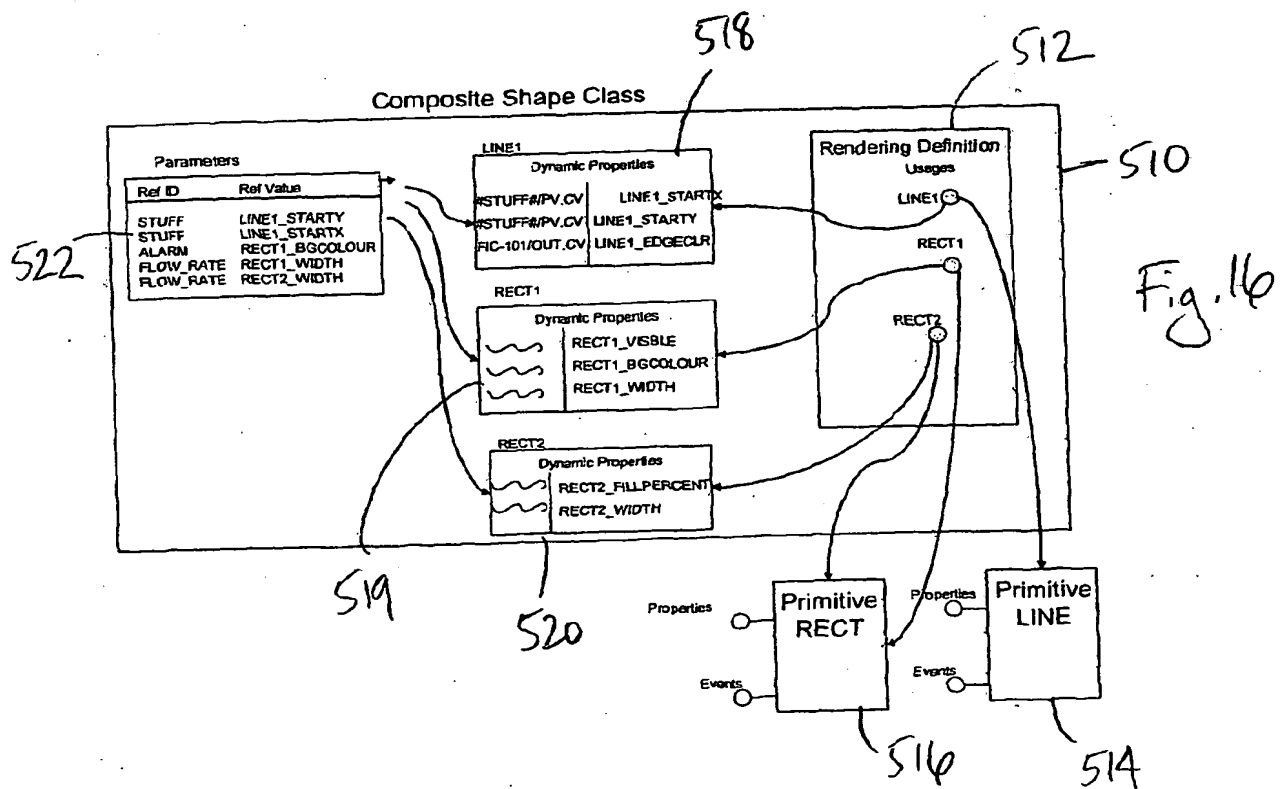 518
512
Composite Shape Class
510
Parameters
Ref ID Ref Value
STUFF LINE1_STARTY
STUFF LINE1_STARTX
ALARM RECT1_BGCOLOUR
FLOW_RATE RECT1_WIDTH
FLOW_RATE RECT2_WIDTH
522
LINE1
Dynamic Properties
#STUFF#/PV.CV LINE1_STARTX
#STUFF#/PV.CV LINE1_STARTY
FIC-101/OUT.CV LINE1_EDGECLR
RECT1
Dynamic Properties
RECT1_VISBLE
RECT1_BGCOLOUR
RECT1_WIDTH
RECT2
Dynamic Properties
RECT2_FILLPERCENT
RECT2_WIDTH
Rendering Definition
Usages
LINE1
RECT1
RECT2
Fig. 16
519
520
Properties
Primitive
RECT
Events
516
Properties
Primitive
LINE
Events
514